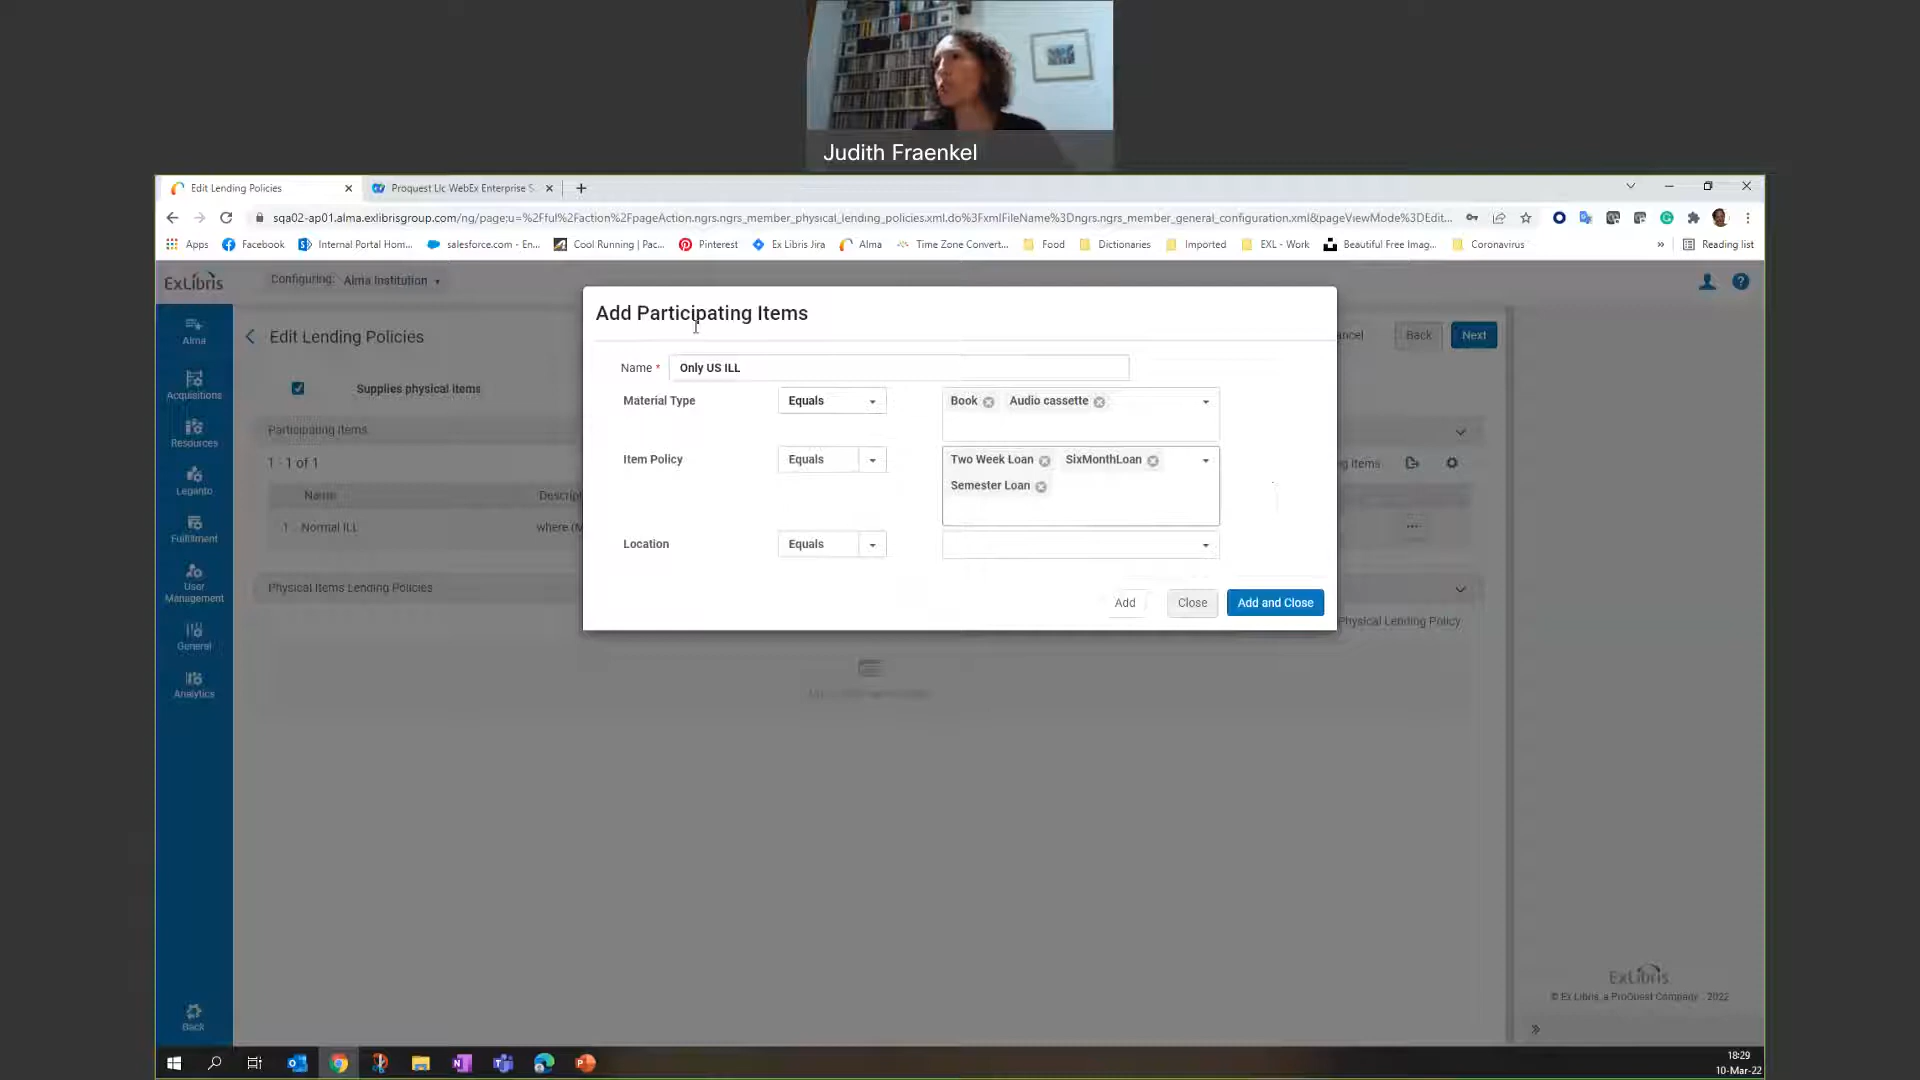 Judith Fraenkel
Edit Lending Policies
Proquest Llc WebEx Enterprise S
sqa02-ap01.alma.exlibrisgroup.com/ng/page;u=%2Fful%2Faction%2FpageAction.ngrs.ngrs_member_physical_lending_policies.xml.do%3FxmlFileName%3Dngrs.ngrs_member_general_configuration.xml&pageViewMode%3DEdit...
Apps Facebook Internal Portal Hom... salesforce.com - En... Cool Running | Pac... Pinterest Ex Libris Jira Alma Time Zone Convert... Food Dictionaries Imported EXL - Work Beautiful Free Imag... Coronavirus » Reading list
ExLibris Configuring: Alma Institution
Add Participating Items
Edit Lending Policies
Back Next
Alma
Name * Only US ILL
Supplies physical items
Acquisitions
Material Type Equals Book Audio cassette
Participating Items
Resources
1 - 1 of 1
Item Policy Equals Two Week Loan SixMonthLoan
Semester Loan
Leganto
Name
1 Normal ILL where (M
Fulfillment
Location Equals
User
Management
Physical Items Lending Policies
Add Close Add and Close
Physical Lending Policy
General
Analytics
ExLibris
© Ex Libris, a ProQuest Company, 2022
Back
18:29
10-Mar-22